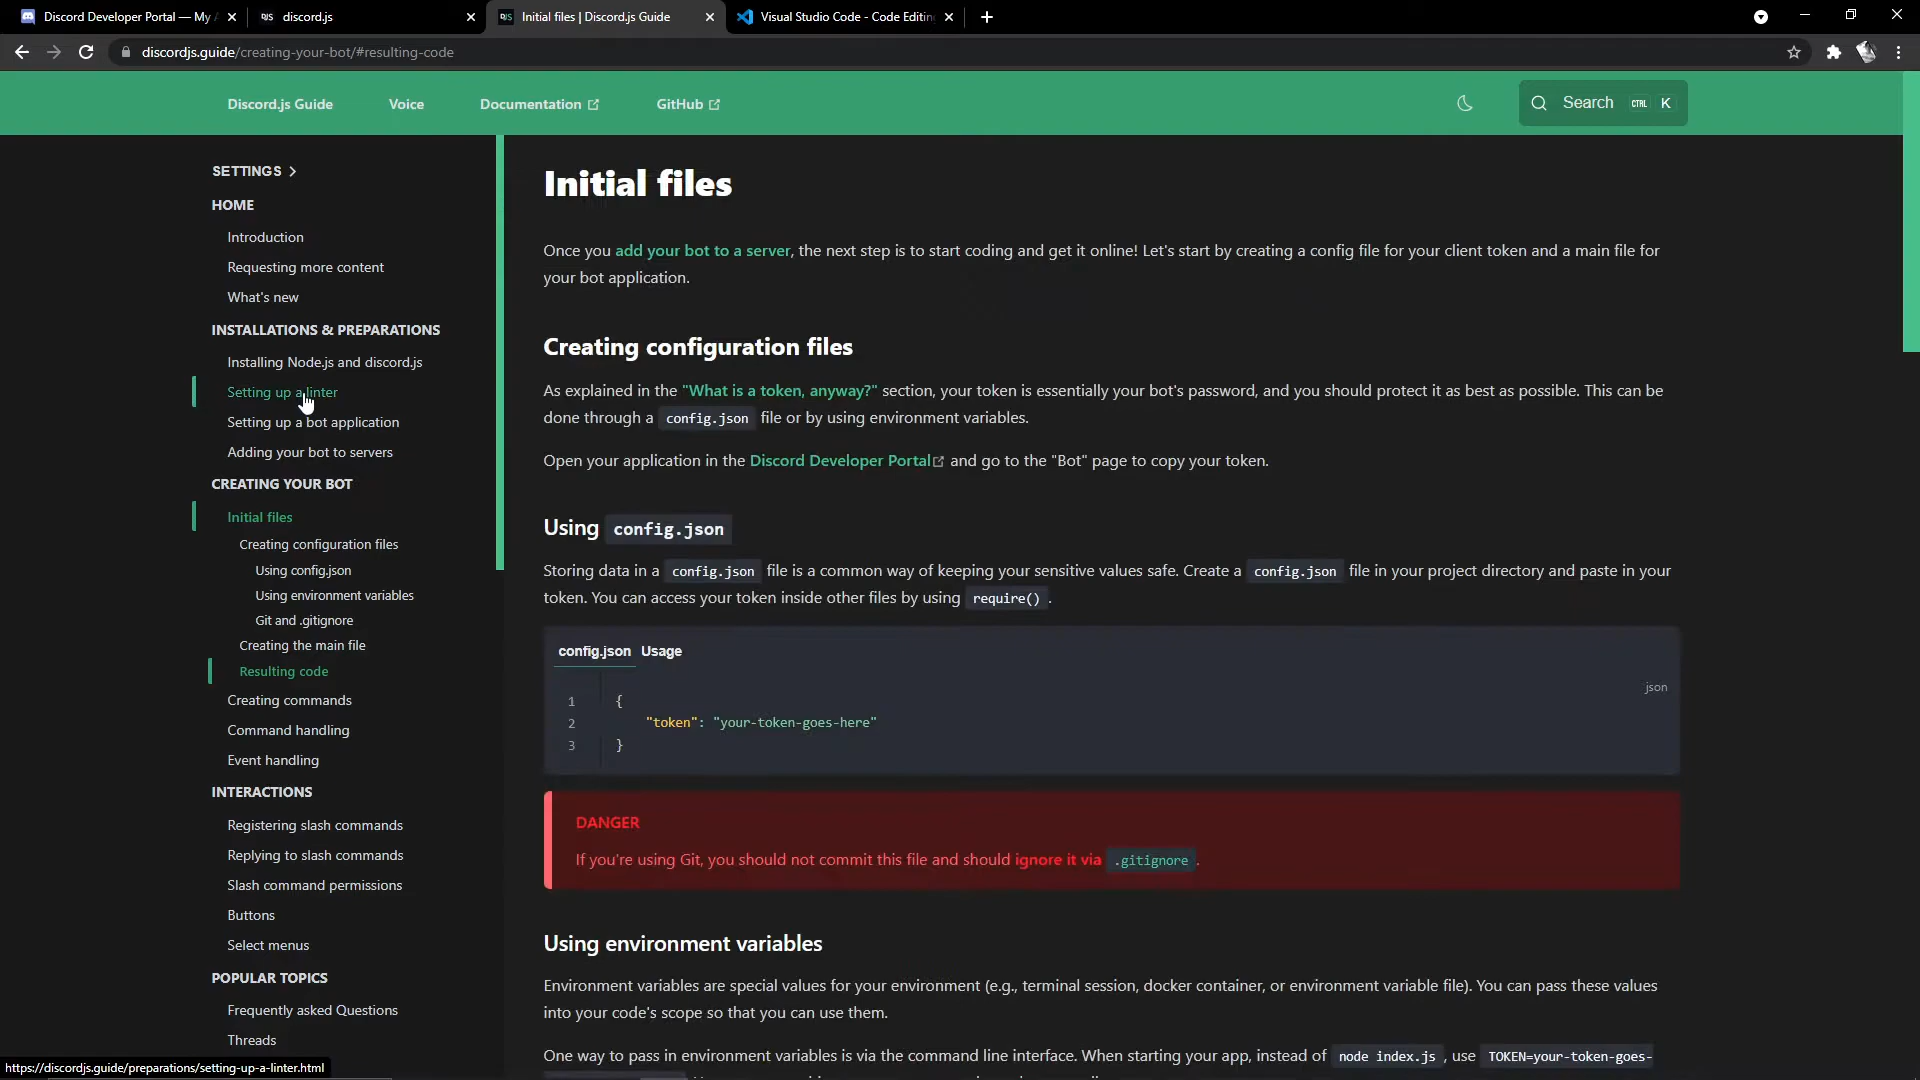 Discord Developer Portal — My A
discord.js
Initial files | Discord.js Guide
Visual Studio Code - Code Editin
discordjs.guide/creating-your-bot/#resulting-code
Discord.js Guide
Voice
Documentation
GitHub
Search CTRL K
SETTINGS
HOME
Introduction
Requesting more content
What's new
INSTALLATIONS & PREPARATIONS
Installing Node.js and discord.js
Setting up a linter
Setting up a bot application
Adding your bot to servers
CREATING YOUR BOT
Initial files
Creating configuration files
Using config.json
Using environment variables
Git and .gitignore
Creating the main file
Resulting code
Creating commands
Command handling
Event handling
INTERACTIONS
Registering slash commands
Replying to slash commands
Slash command permissions
Buttons
Select menus
POPULAR TOPICS
Frequently asked Questions
Threads
Initial files
Once you add your bot to a server, the next step is to start coding and get it online! Let's start by creating a config file for your client token and a main file for
your bot application.
Creating configuration files
As explained in the "What is a token, anyway?" section, your token is essentially your bot's password, and you should protect it as best as possible. This can be
done through a config.json file or by using environment variables.
Open your application in the Discord Developer Portal and go to the "Bot" page to copy your token.
Using config.json
Storing data in a config.json file is a common way of keeping your sensitive values safe. Create a config.json file in your project directory and paste in your
token. You can access your token inside other files by using require() .
config.json Usage
json
1 {
2 "token": "your-token-goes-here"
3 }
DANGER
If you're using Git, you should not commit this file and should ignore it via .gitignore .
Using environment variables
Environment variables are special values for your environment (e.g., terminal session, docker container, or environment variable file). You can pass these values
into your code's scope so that you can use them.
One way to pass in environment variables is via the command line interface. When starting your app, instead of node index.js , use TOKEN=your-token-goes-
https://discordjs.guide/preparations/setting-up-a-linter.html